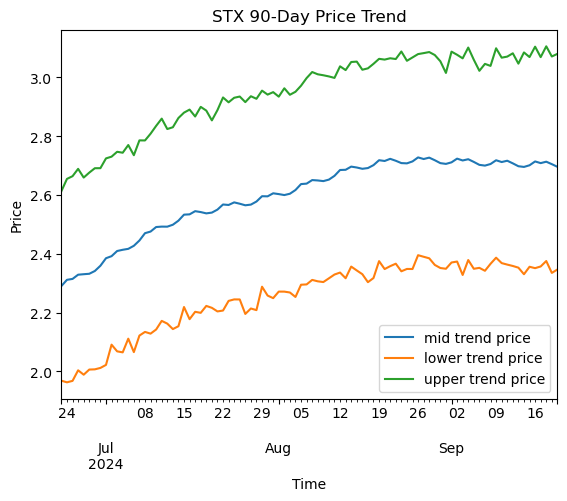 STX 90-Day Price Trend
Price
3.0
2.8
2.6
2.4
2.2
2.0
mid trend price
lower trend price
upper trend price
24 08 15 22 29 05 12 19 26 02 09 16
Jul Aug Sep
2024
Time